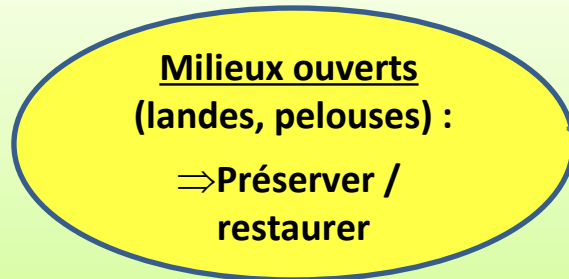 Milieux ouverts
(landes, pelouses) :
⇒Préserver /
restaurer